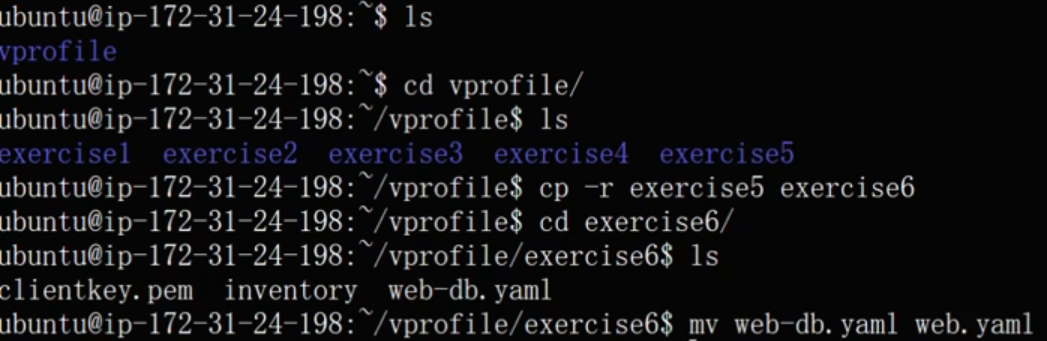 ubuntu@ip-172-31-24-198:~$ ls
vprofile
ubuntu@ip-172-31-24-198:~$ cd vprofile/
ubuntu@ip-172-31-24-198:~/vprofile$ ls
exercise1  exercise2  exercise3  exercise4  exercise5
ubuntu@ip-172-31-24-198:~/vprofile$ cp -r exercise5 exercise6
ubuntu@ip-172-31-24-198:~/vprofile$ cd exercise6/
ubuntu@ip-172-31-24-198:~/vprofile/exercise6$ ls
clientkey.pem  inventory  web-db.yaml
ubuntu@ip-172-31-24-198:~/vprofile/exercise6$ mv web-db.yaml web.yaml